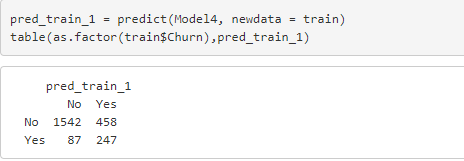 pred_train_1 = predict(Model4, newdata = train)
table(as.factor(train$Churn),pred_train_1)
pred_train_1
No Yes
No 1542 458
Yes 87 247